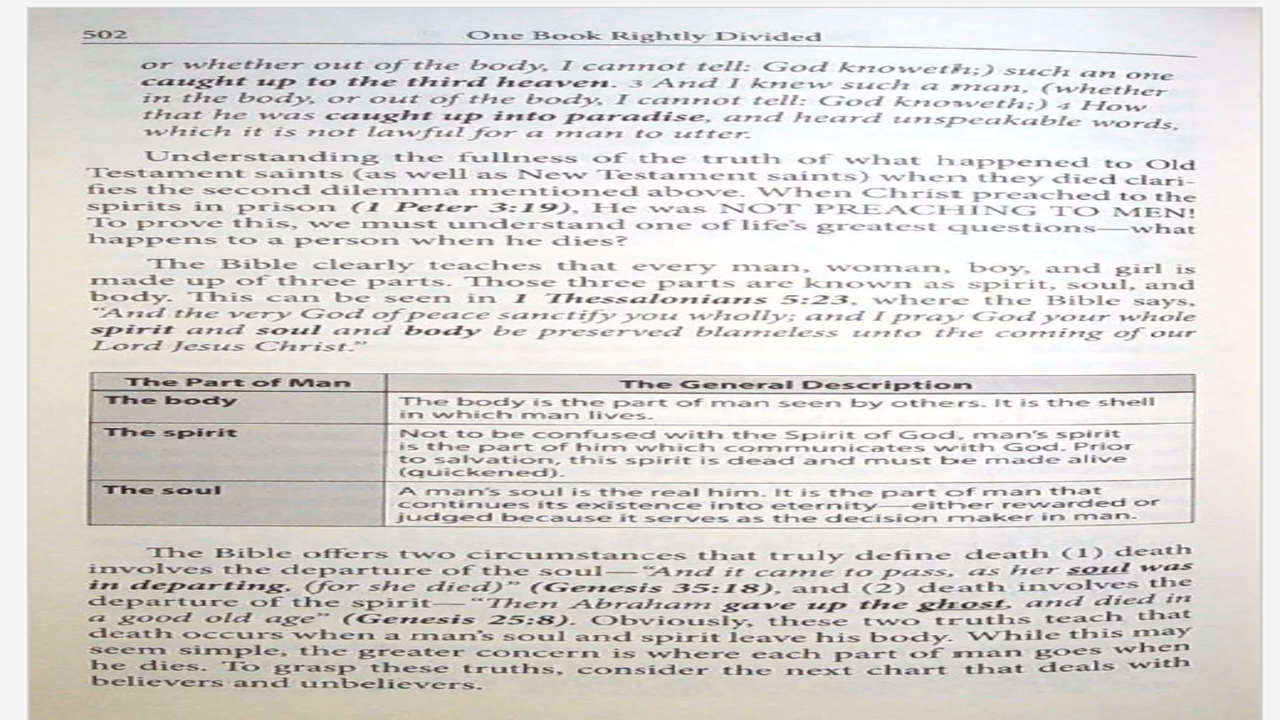 502 One Book Rightly Divided
or whether out of the body, I cannot tell: God knoweth;) such an one
caught up to the third heaven. 3 And I knew such a man, (whether
in the body, or out of the body, I cannot tell: God knoweth;) 4 How
that he was caught up into paradise, and heard unspeakable words,
which it is not lawful for a man to utter.
Understanding the fullness of the truth of what happened to Old
Testament saints (as well as New Testament saints) when they died clari-
fies the second dilemma mentioned above. When Christ preached to the
spirits in prison (1 Peter 3:19), He was NOT PREACHING TO MEN!
To prove this, we must understand one of life's greatest questions—what
happens to a person when he dies?
The Bible clearly teaches that every man, woman, boy, and girl is
made up of three parts. Those three parts are known as spirit, soul, and
body. This can be seen in 1 Thessalonians 5:23, where the Bible says,
"And the very God of peace sanctify you wholly; and I pray God your whole
spirit and soul and body be preserved blameless unto the coming of our
Lord Jesus Christ."
The Part of Man The General Description
The body The body is the part of man seen by others. It is the shell
in which man lives.
The spirit Not to be confused with the Spirit of God, man's spirit
is the part of him which communicates with God. Prior
to salvation, this spirit is dead and must be made alive
(quickened).
The soul A man's soul is the real him. It is the part of man that
continues its existence into eternity—either rewarded or
judged because it serves as the decision maker in man.
The Bible offers two circumstances that truly define death (1) death
involves the departure of the soul—"And it came to pass, as her soul was
in departing, (for she died)" (Genesis 35:18), and (2) death involves the
departure of the spirit—"Then Abraham gave up the ghost, and died in
a good old age" (Genesis 25:8). Obviously, these two truths teach that
death occurs when a man's soul and spirit leave his body. While this may
seem simple, the greater concern is where each part of man goes when
he dies. To grasp these truths, consider the next chart that deals with
believers and unbelievers.